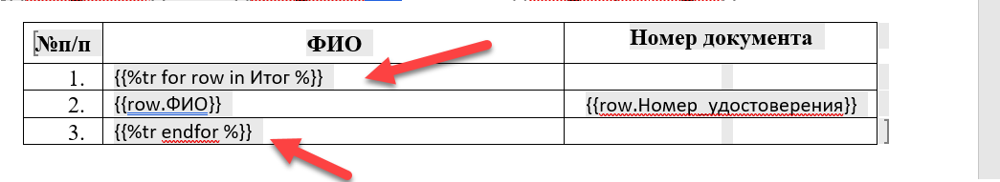 №п/п ФИО Номер документа
1. {{%tr for row in Итог %}}
2. {{row.ФИО}} {{row.Номер_удостоверения}}
3. {{%tr endfor %}}